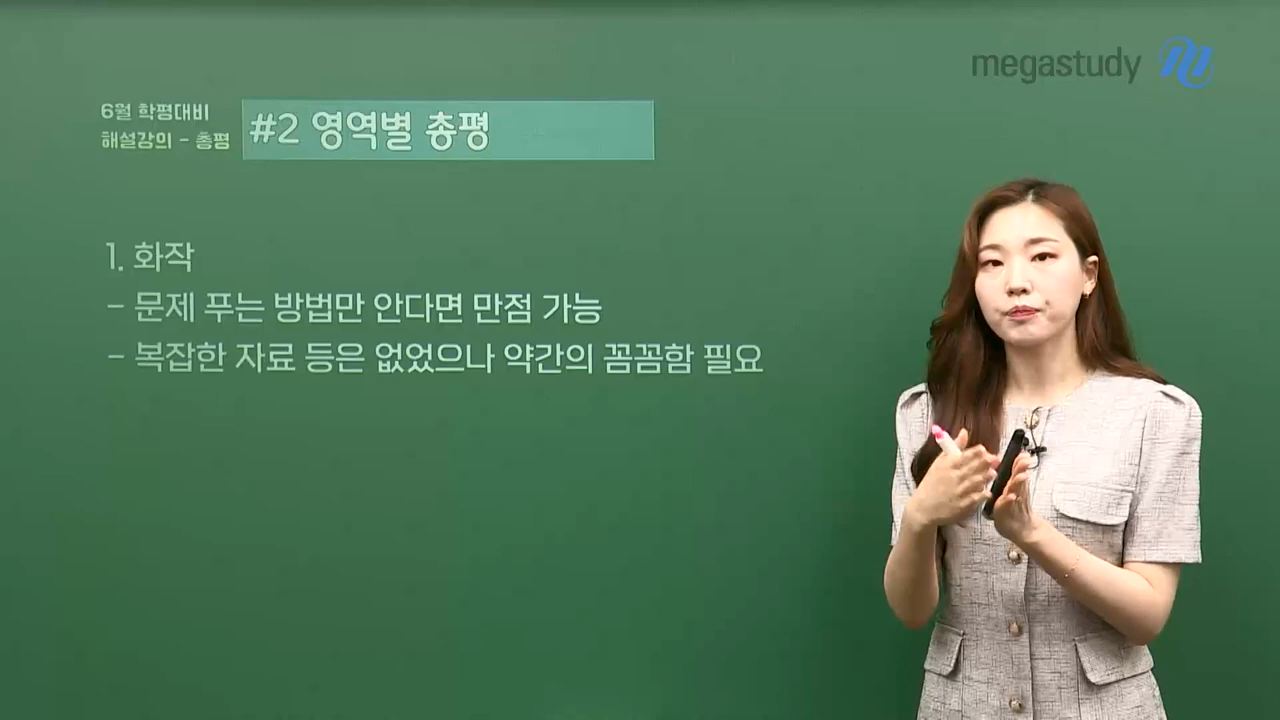 megastudy
6월 학평대비
해설강의 - 총평
#2 영역별 총평
1. 화작
- 문제 푸는 방법만 안다면 만점 가능
- 복잡한 자료 등은 없었으나 약간의 꼼꼼함 필요